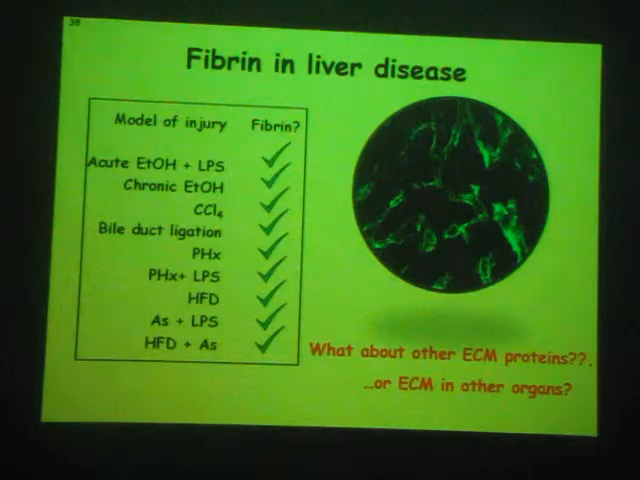 38
Fibrin in liver disease
Model of injury Fibrin?
Acute EtOH + LPS
Chronic EtOH
CCl₄
Bile duct ligation
PHx
PHx+ LPS
HFD
As + LPS
HFD + As
What about other ECM proteins??.
...or ECM in other organs?